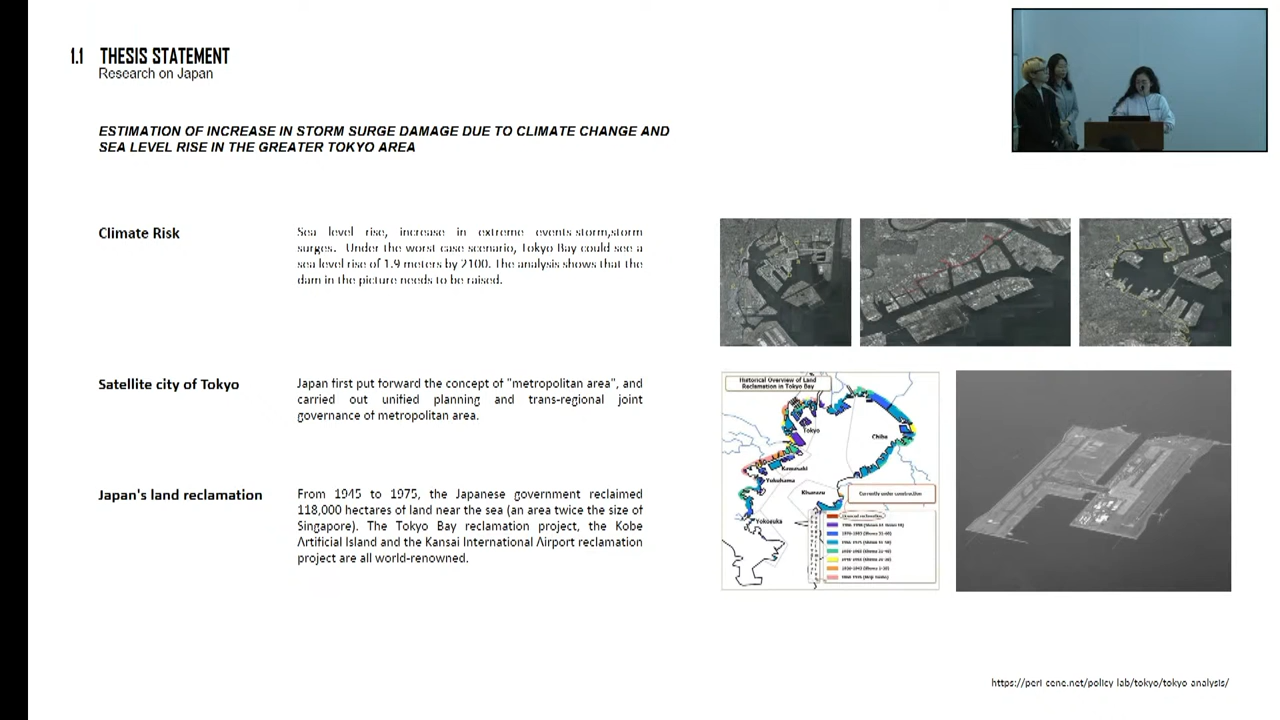 1.1 THESIS STATEMENT
Research on Japan
ESTIMATION OF INCREASE IN STORM SURGE DAMAGE DUE TO CLIMATE CHANGE AND
SEA LEVEL RISE IN THE GREATER TOKYO AREA
Climate Risk
Sea level rise, increase in extreme events-storm,storm
surges. Under the worst case scenario, Tokyo Bay could see a
sea level rise of 1.9 meters by 2100. The analysis shows that the
dam in the picture needs to be raised.
Satellite city of Tokyo
Japan first put forward the concept of "metropolitan area", and
carried out unified planning and trans-regional joint
governance of metropolitan area.
Japan's land reclamation
From 1945 to 1975, the Japanese government reclaimed
118,000 hectares of land near the sea (an area twice the size of
Singapore). The Tokyo Bay reclamation project, the Kobe
Artificial Island and the Kansai International Airport reclamation
project are all world-renowned.
Historical Overview of Land
Reclamation in Tokyo Bay
Tokyo
Chiba
Kawasaki
Yokohama
Yokosuka
Currently under construction
https://peri-cene.net/policy-lab/tokyo/tokyo-analysis/